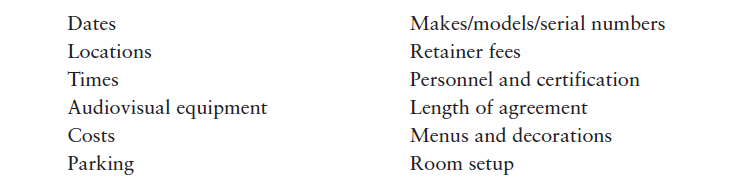 Dates
Locations
Times
Audiovisual equipment
Costs
Parking
Makes/models/serial numbers
Retainer fees
Personnel and certification
Length of agreement
Menus and decorations
Room setup